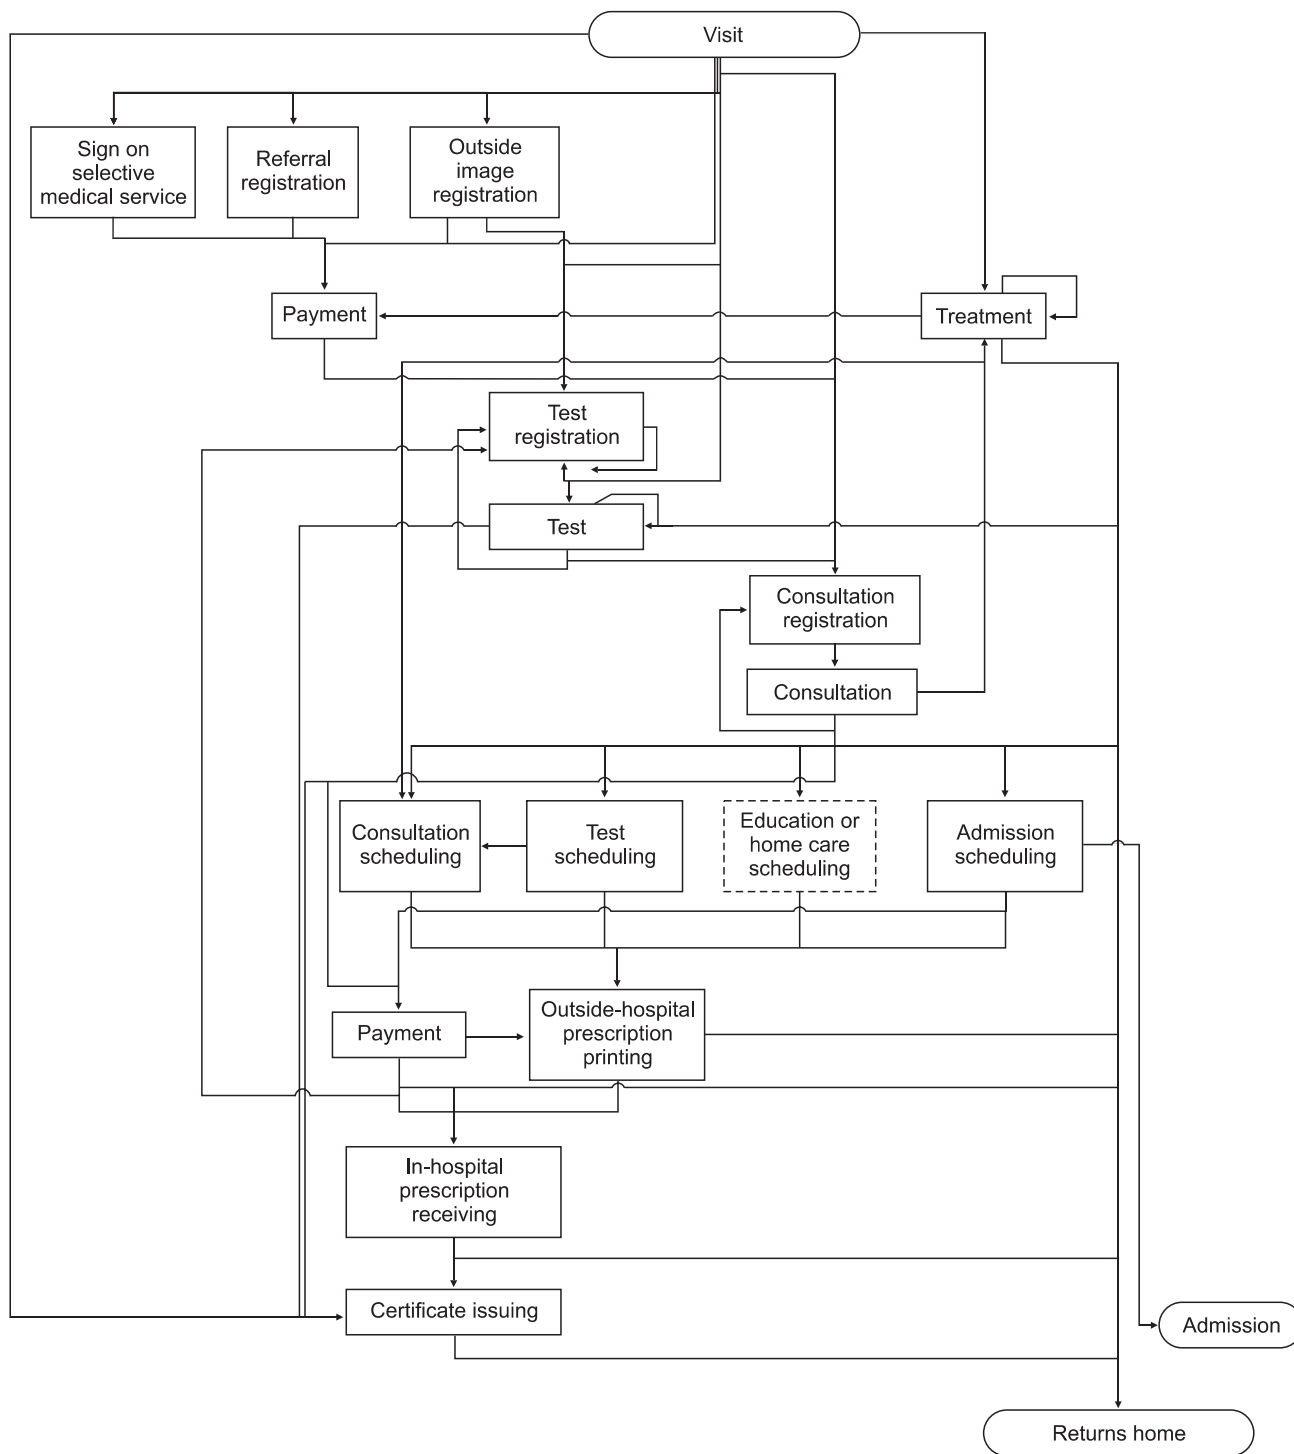 Visit
Sign on
selective
medical service
Referral
registration
Outside
image
registration
Payment
Treatment
Test
registration
Test
Consultation
registration
Consultation
Consultation
scheduling
Test
scheduling
Education or
home care
scheduling
Admission
scheduling
Payment
Outside-hospital
prescription
printing
In-hospital
prescription
receiving
Certificate issuing
Admission
Returns home